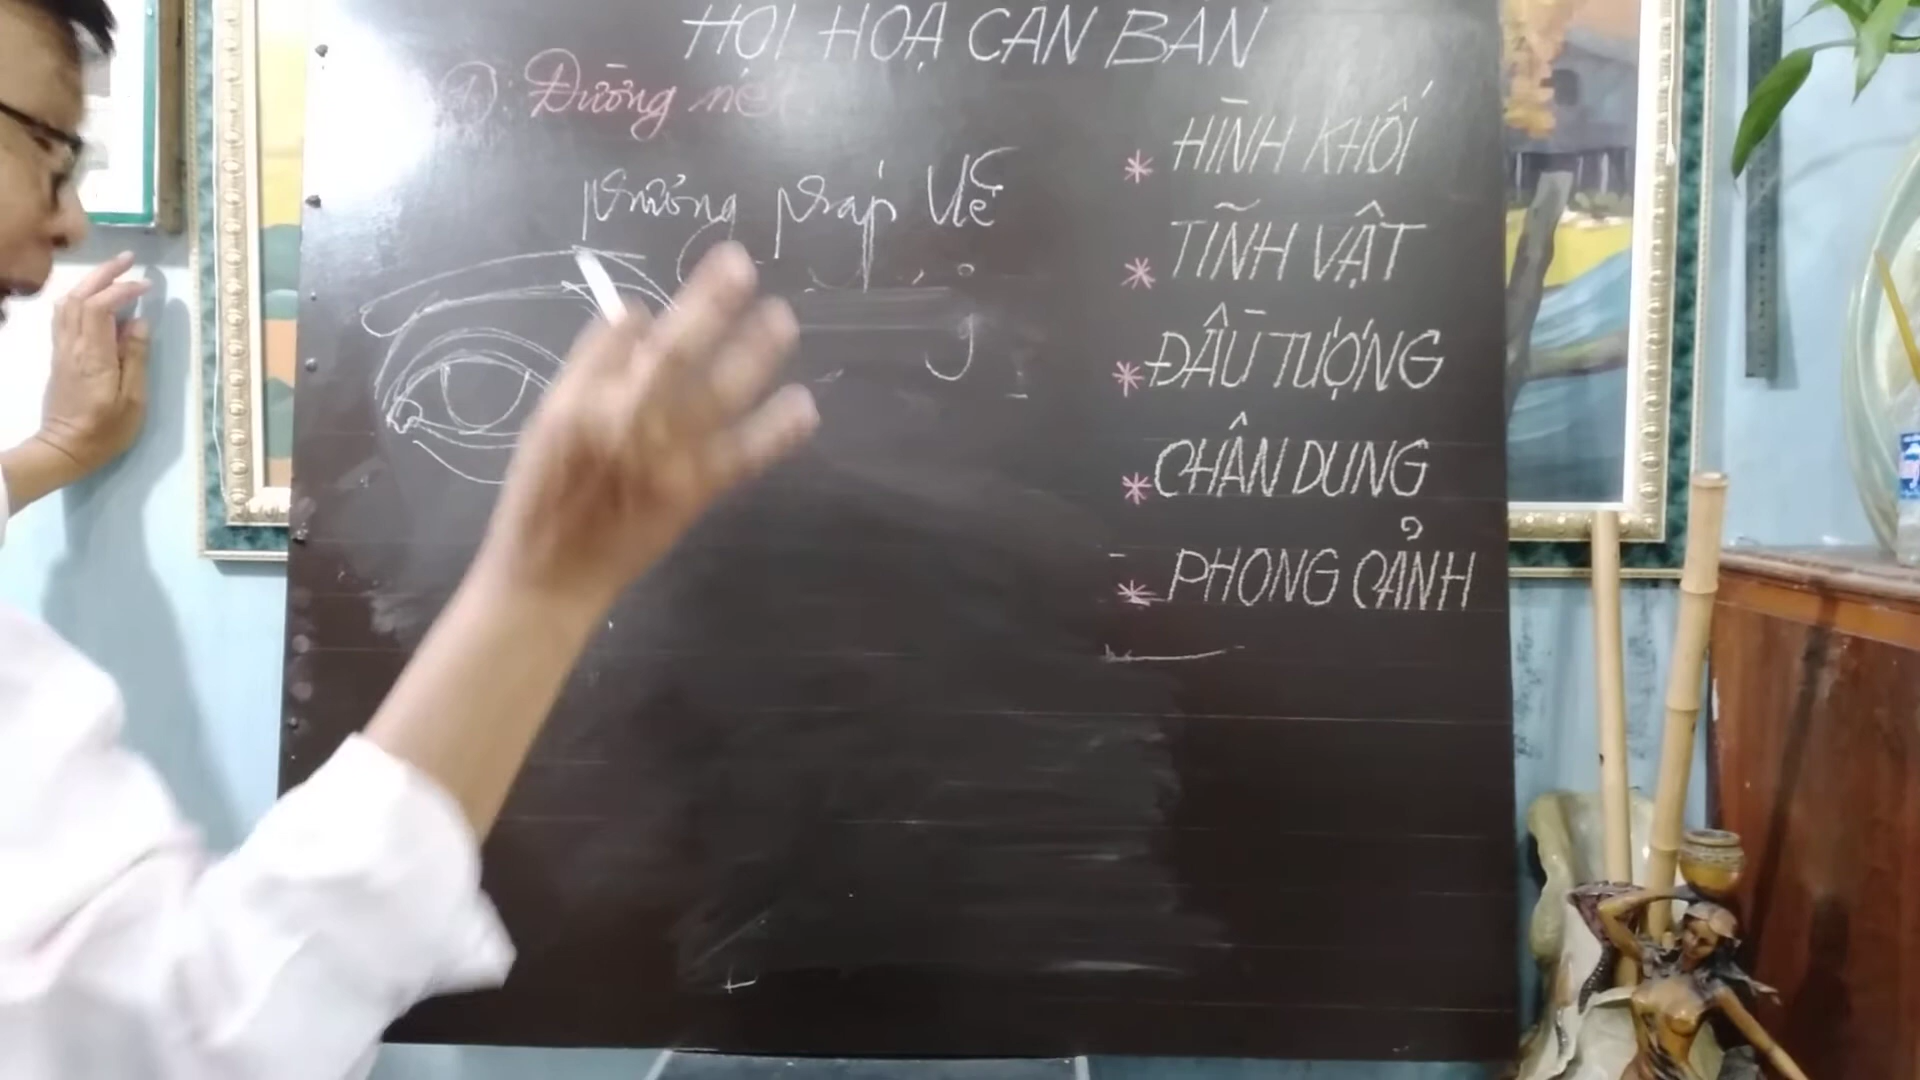 HỘI HOẠ CĂN BẢN
①: Đường nét
phương pháp Vẽ
* HÌNH KHỐI
* TĨNH VẬT
* ĐẦU TƯỢNG
* CHÂN DUNG
* PHONG CẢNH